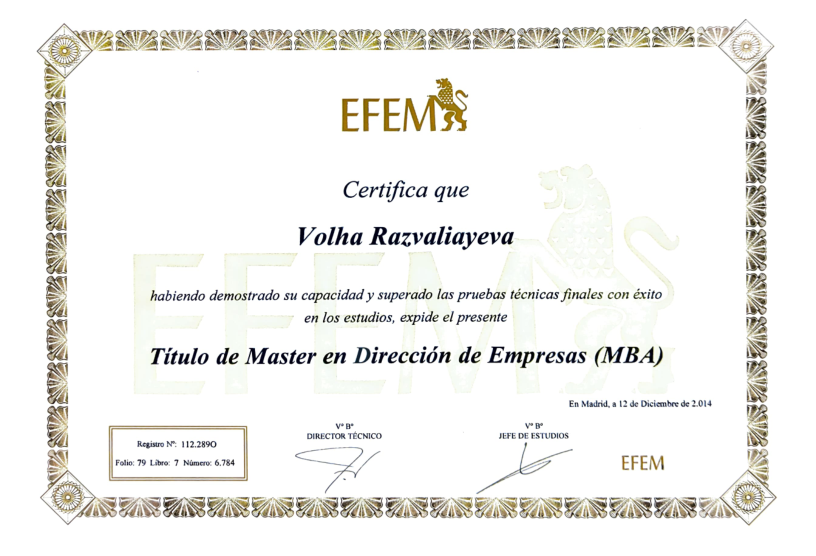 EFEM
Certifica que
Volha Razvaliayeva
habiendo demostrado su capacidad y superado las pruebas técnicas finales con éxito
en los estudios, expide el presente
Título de Master en Dirección de Empresas (MBA)
En Madrid, a 12 de Diciembre de 2.014
Vº Bº
DIRECTOR TÉCNICO
Vº Bº
JEFE DE ESTUDIOS
Registro Nº: 112.289O
Folio: 79 Libro: 7 Número: 6.784
EFEM
EFEM